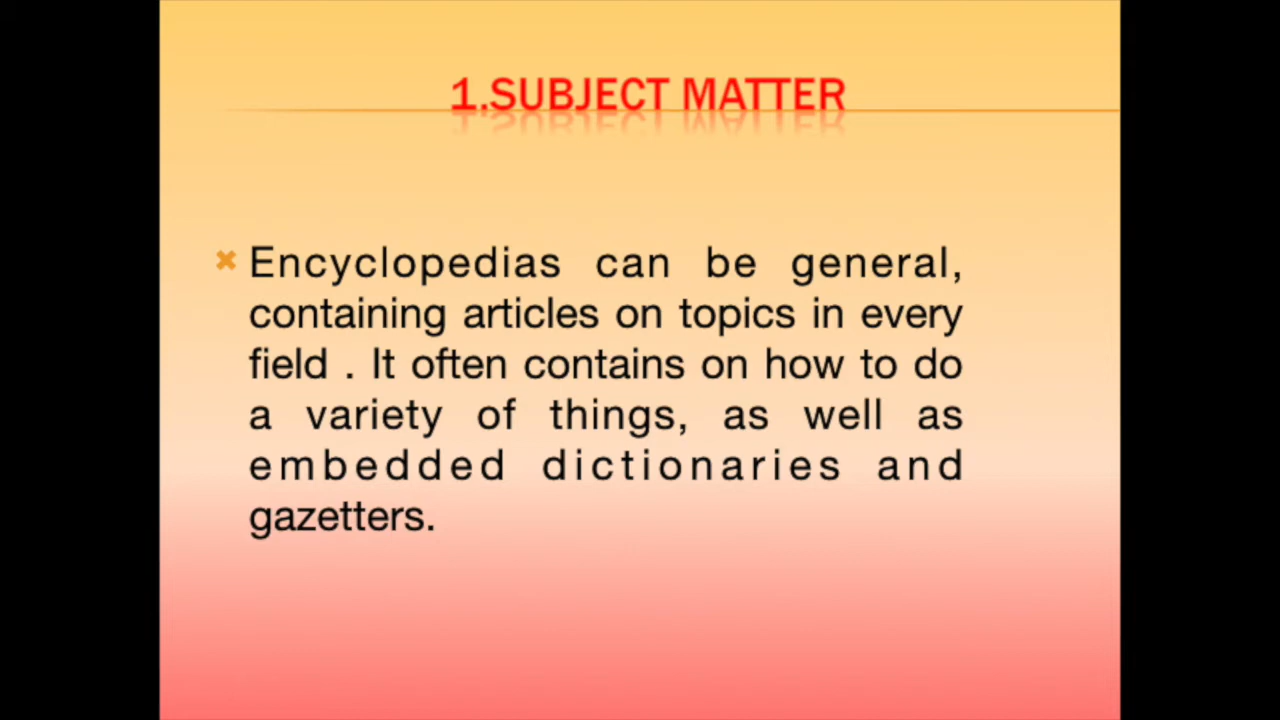 1.SUBJECT MATTER
Encyclopedias can be general,
containing articles on topics in every
field . It often contains on how to do
a variety of things, as well as
embedded dictionaries and
gazetters.